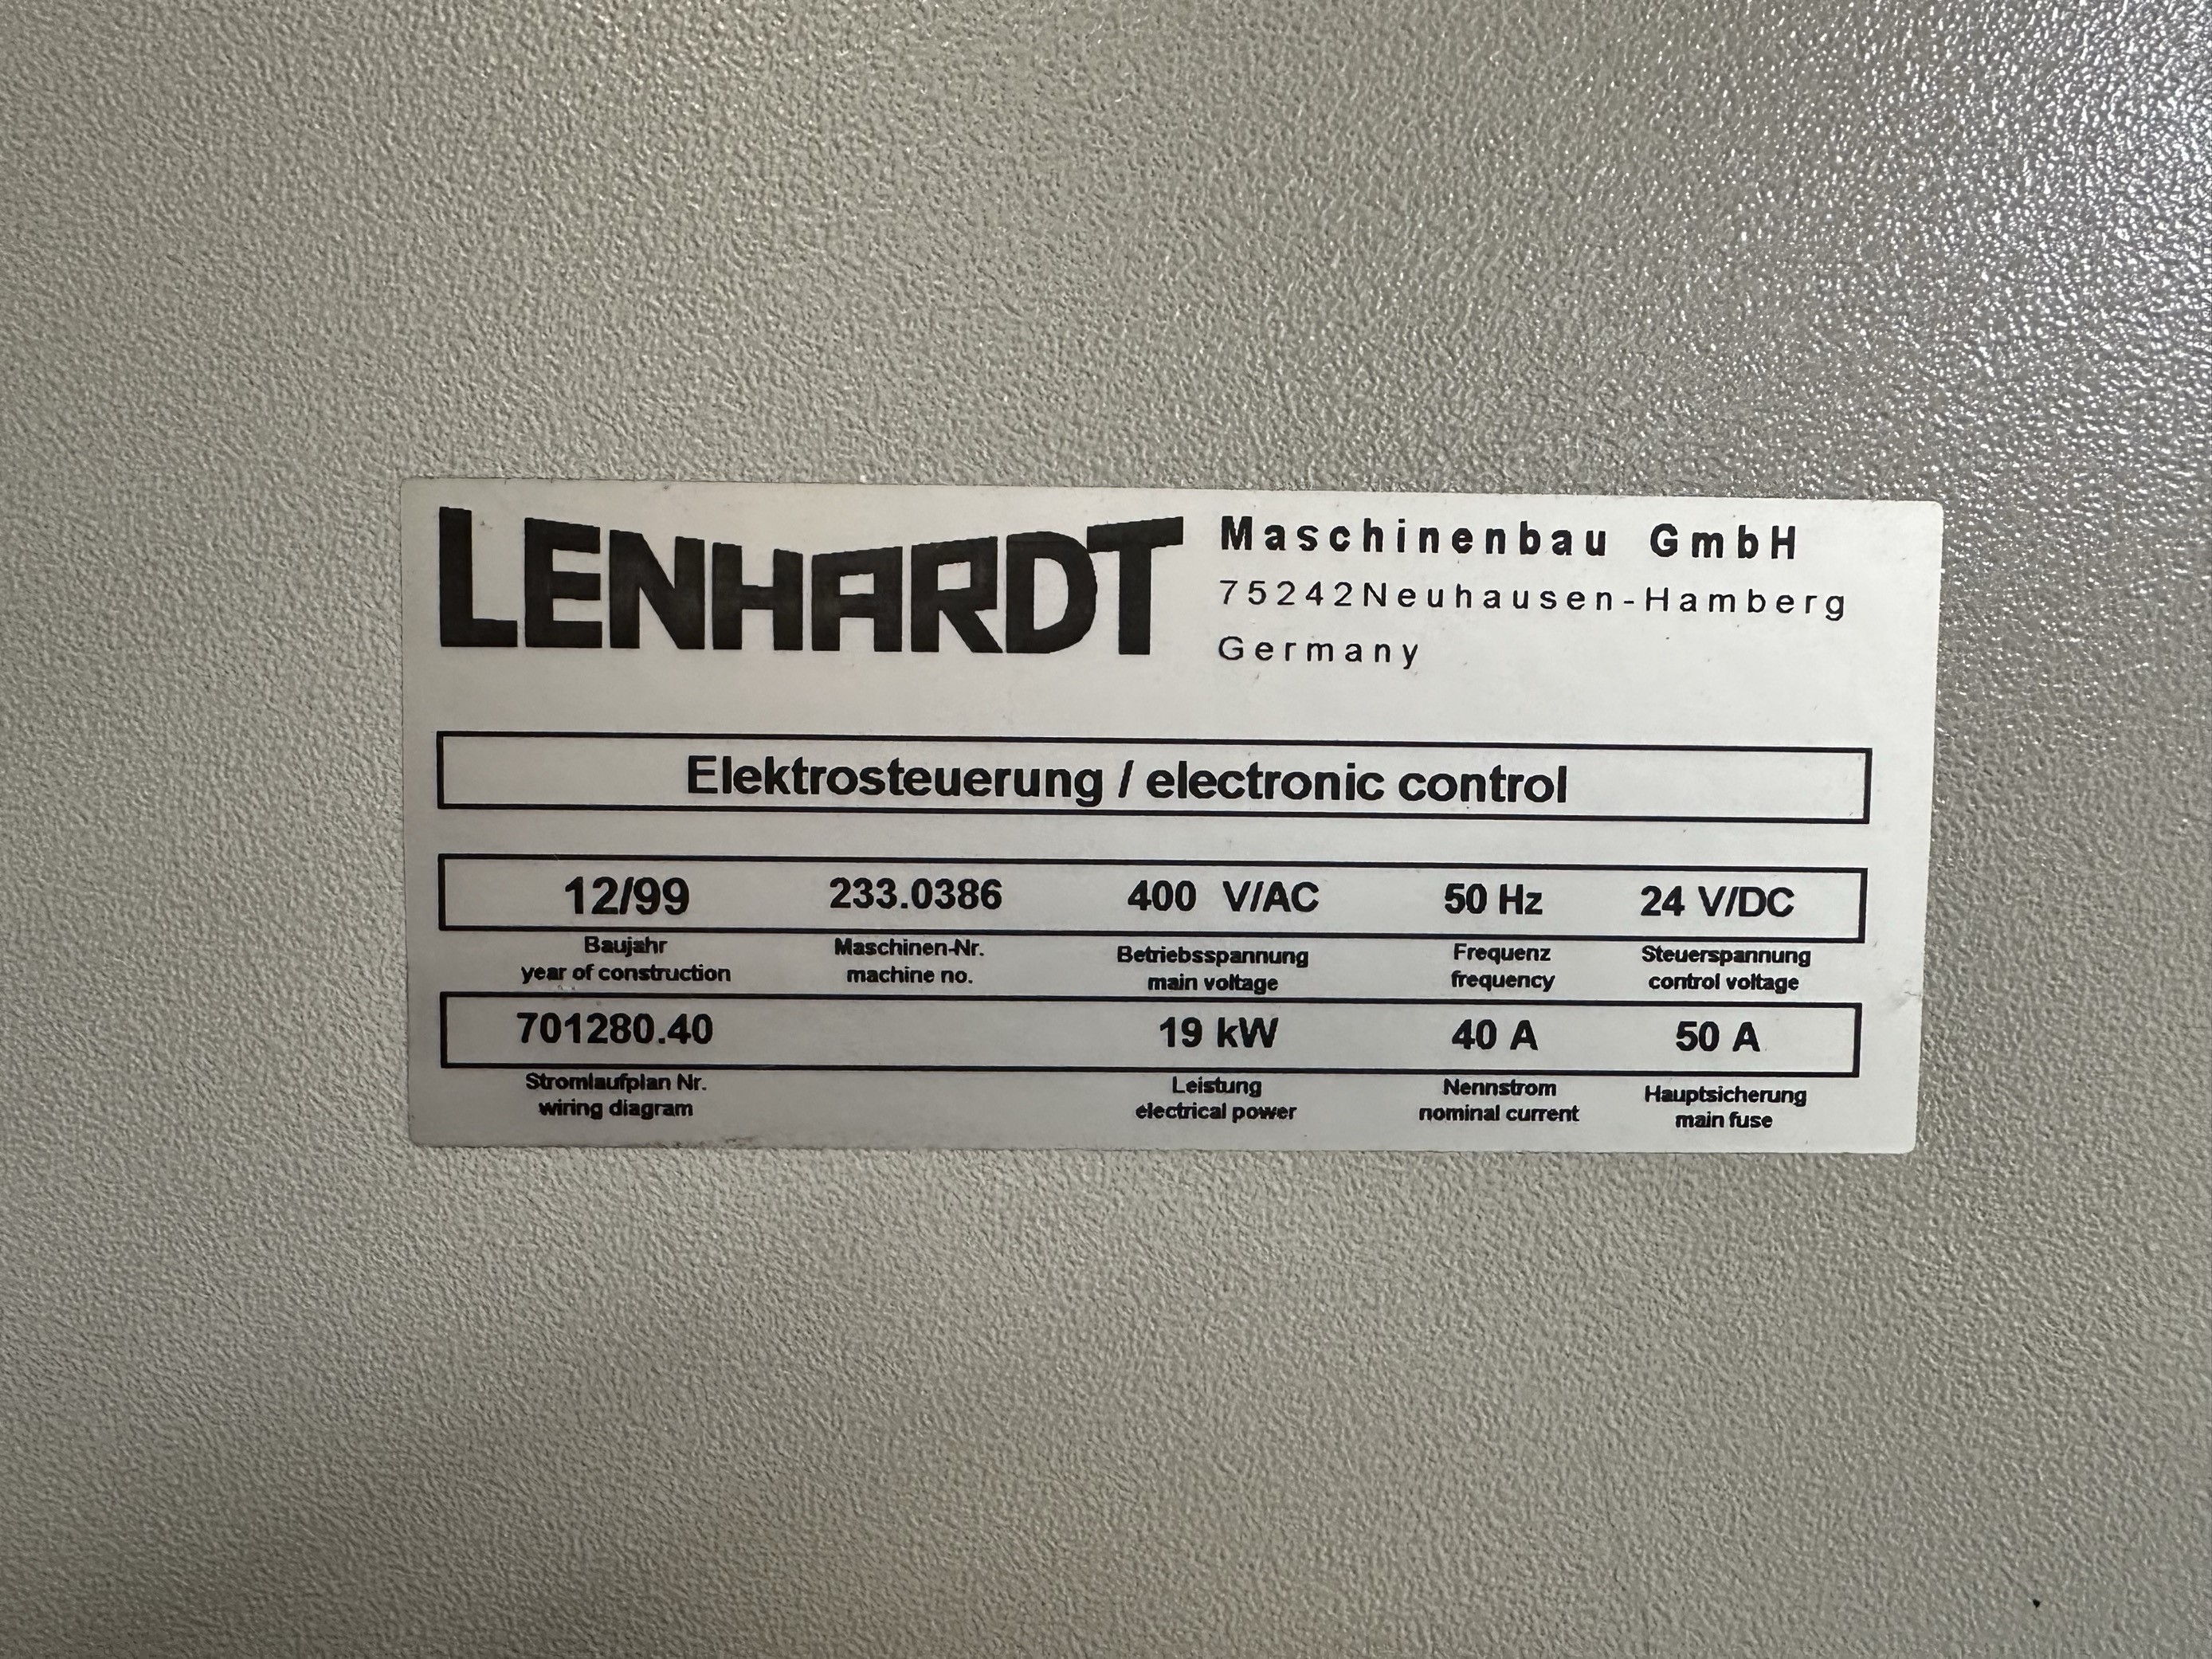 LENHARDT
Maschinenbau GmbH
75242Neuhausen-Hamberg
Germany
Elektrosteuerung / electronic control
12/99 233.0386 400 V/AC 50 Hz 24 V/DC
Baujahr Maschinen-Nr. Betriebsspannung Frequenz Steuerspannung
year of construction machine no. main voltage frequency control voltage
701280.40 19 kW 40 A 50 A
Stromlaufplan Nr. Leistung Nennstrom Hauptsicherung
wiring diagram electrical power nominal current main fuse